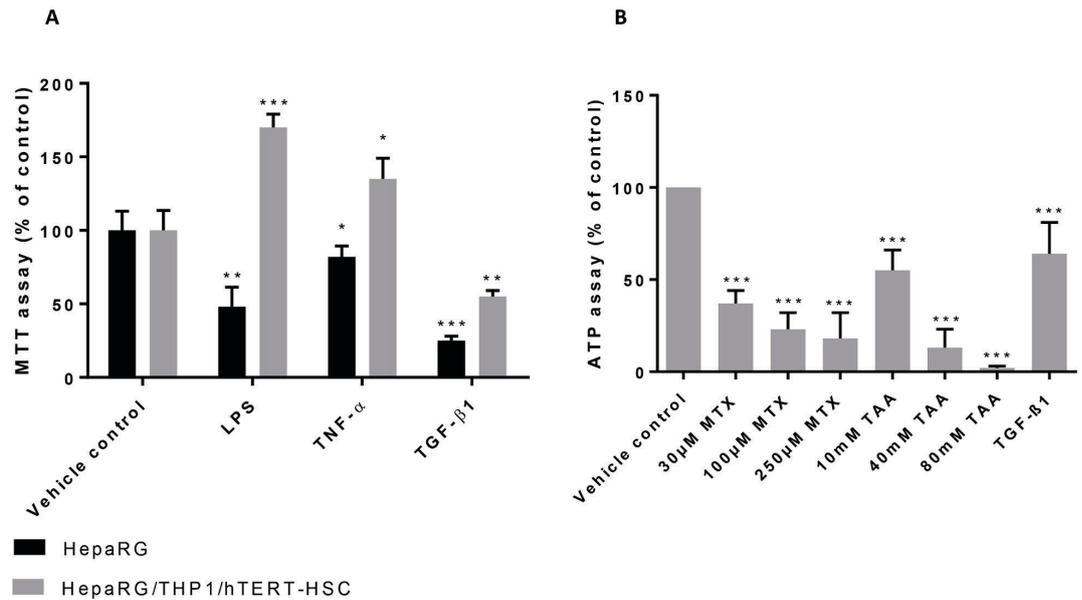 A
MTT assay (% of control)
200
150
100
50
0
***
*
*
**
**
***
Vehicle control
LPS
TNF-α
TGF-β1
HepaRG
HepaRG/THP1/hTERT-HSC
B
ATP assay (% of control)
150
100
50
0
***
***
***
***
***
***
***
Vehicle control
30µM MTX
100µM MTX
250µM MTX
10mM TAA
40mM TAA
80mM TAA
TGF-ß1